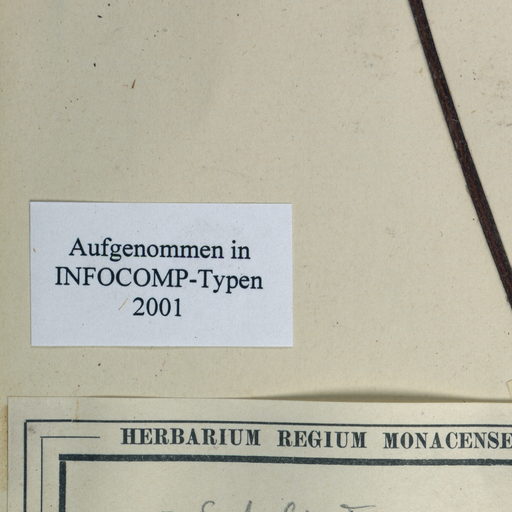 Aufgenommen in
INFOCOMP-Typen
2001
HERBARIUM REGIUM MONACENSE